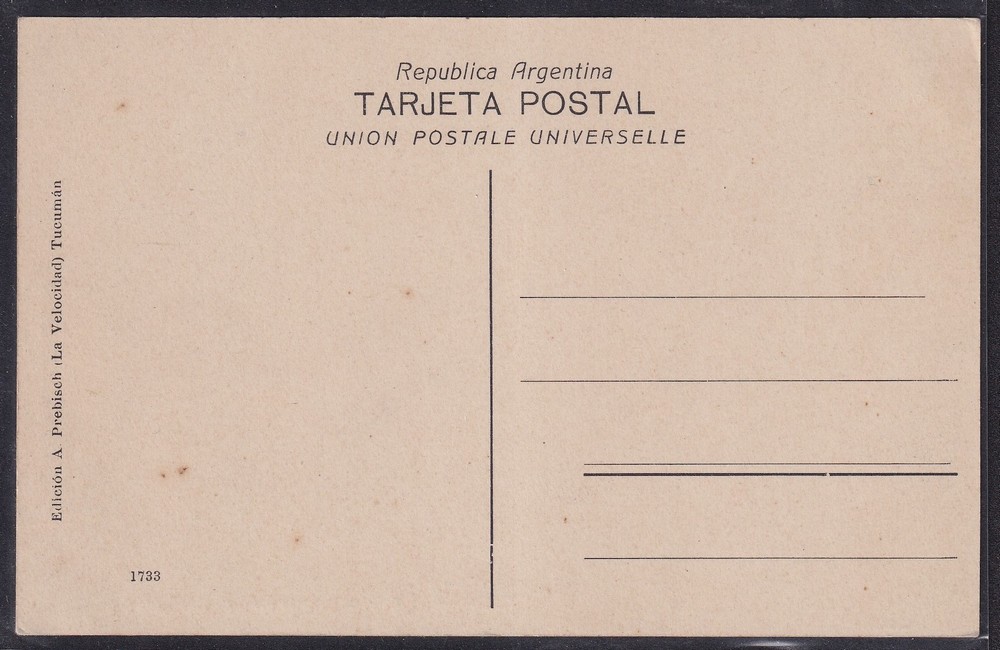 Republica Argentina
TARJETA POSTAL
UNION POSTALE UNIVERSELLE
Edición A. Prebisch (La Velocidad) Tucumán
1733